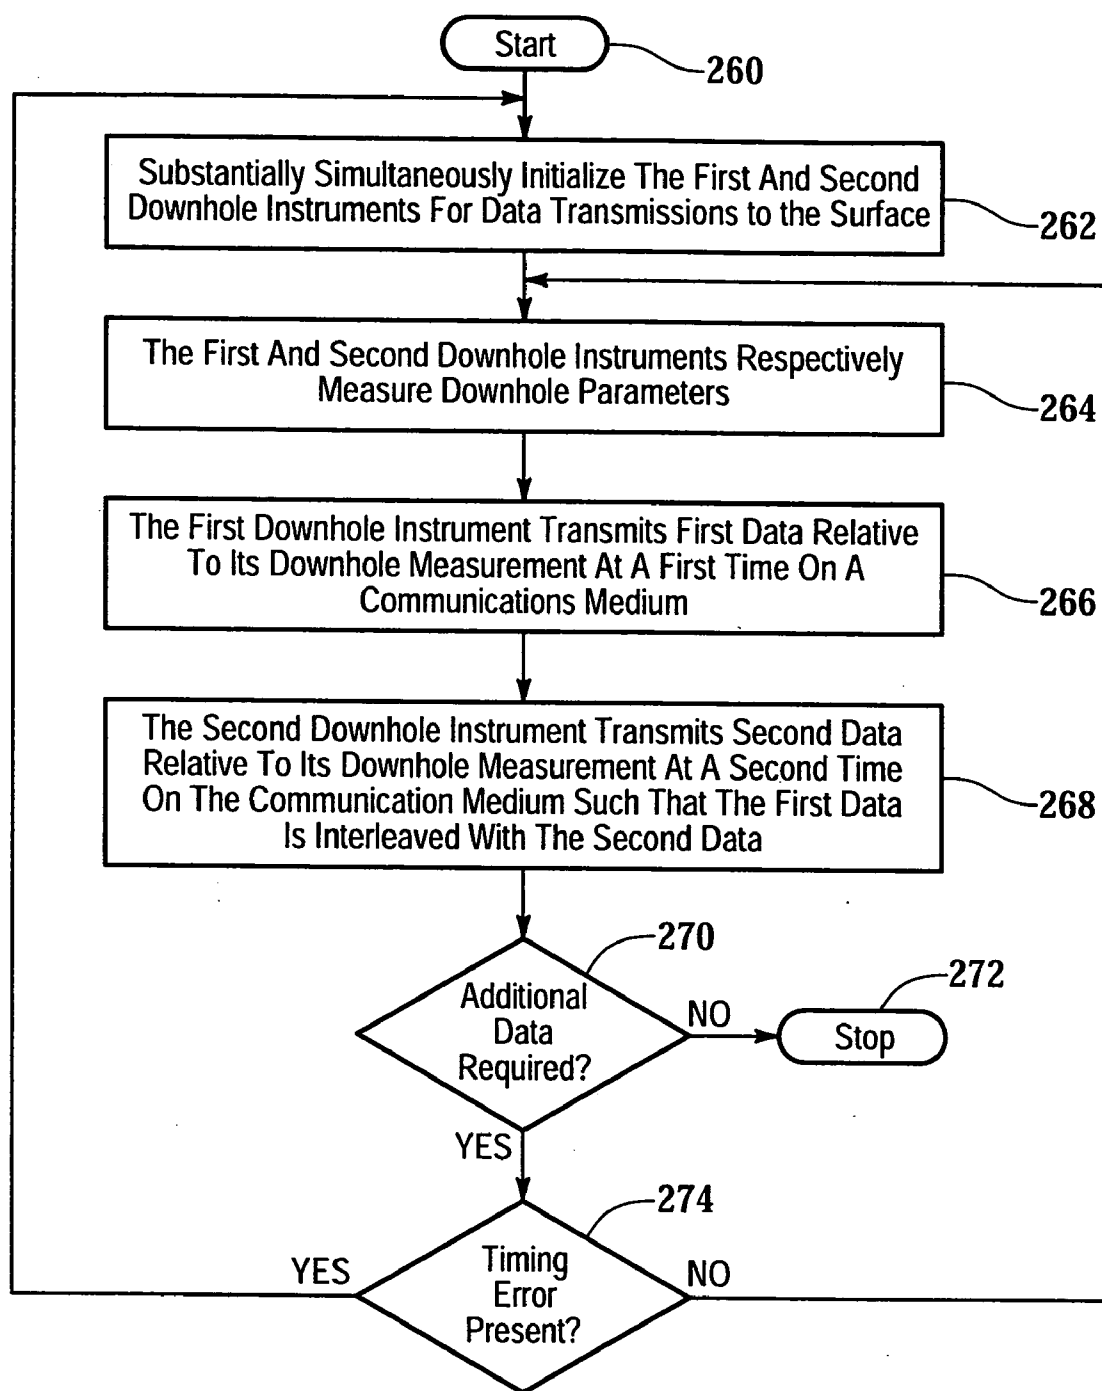 Start
260
Substantially Simultaneously Initialize The First And Second
Downhole Instruments For Data Transmissions to the Surface
262
The First And Second Downhole Instruments Respectively
Measure Downhole Parameters
264
The First Downhole Instrument Transmits First Data Relative
To Its Downhole Measurement At A First Time On A
Communications Medium
266
The Second Downhole Instrument Transmits Second Data
Relative To Its Downhole Measurement At A Second Time
On The Communication Medium Such That The First Data
Is Interleaved With The Second Data
268
270
Additional
Data
Required?
NO
272
Stop
YES
274
Timing
Error
Present?
YES
NO